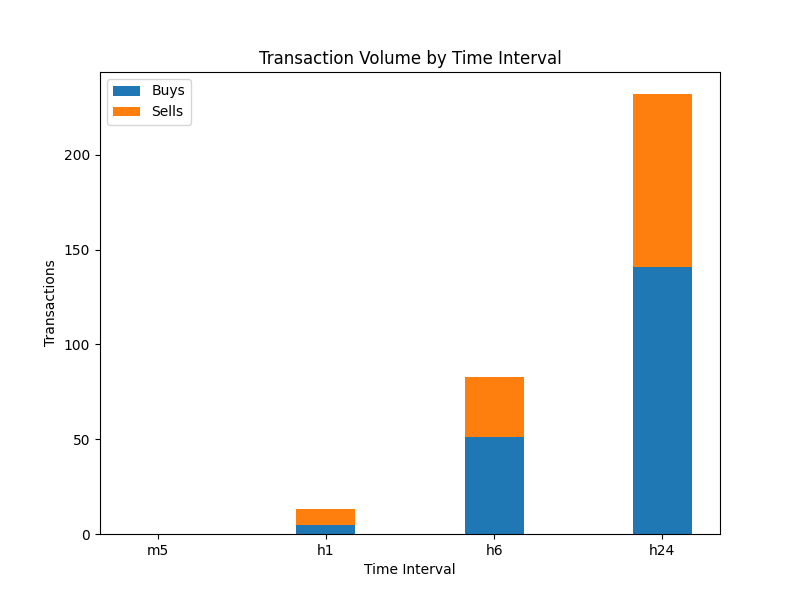 Transaction Volume by Time Interval
Buys
Sells
Transactions
200
150
100
50
0
m5 h1 h6 h24
Time Interval